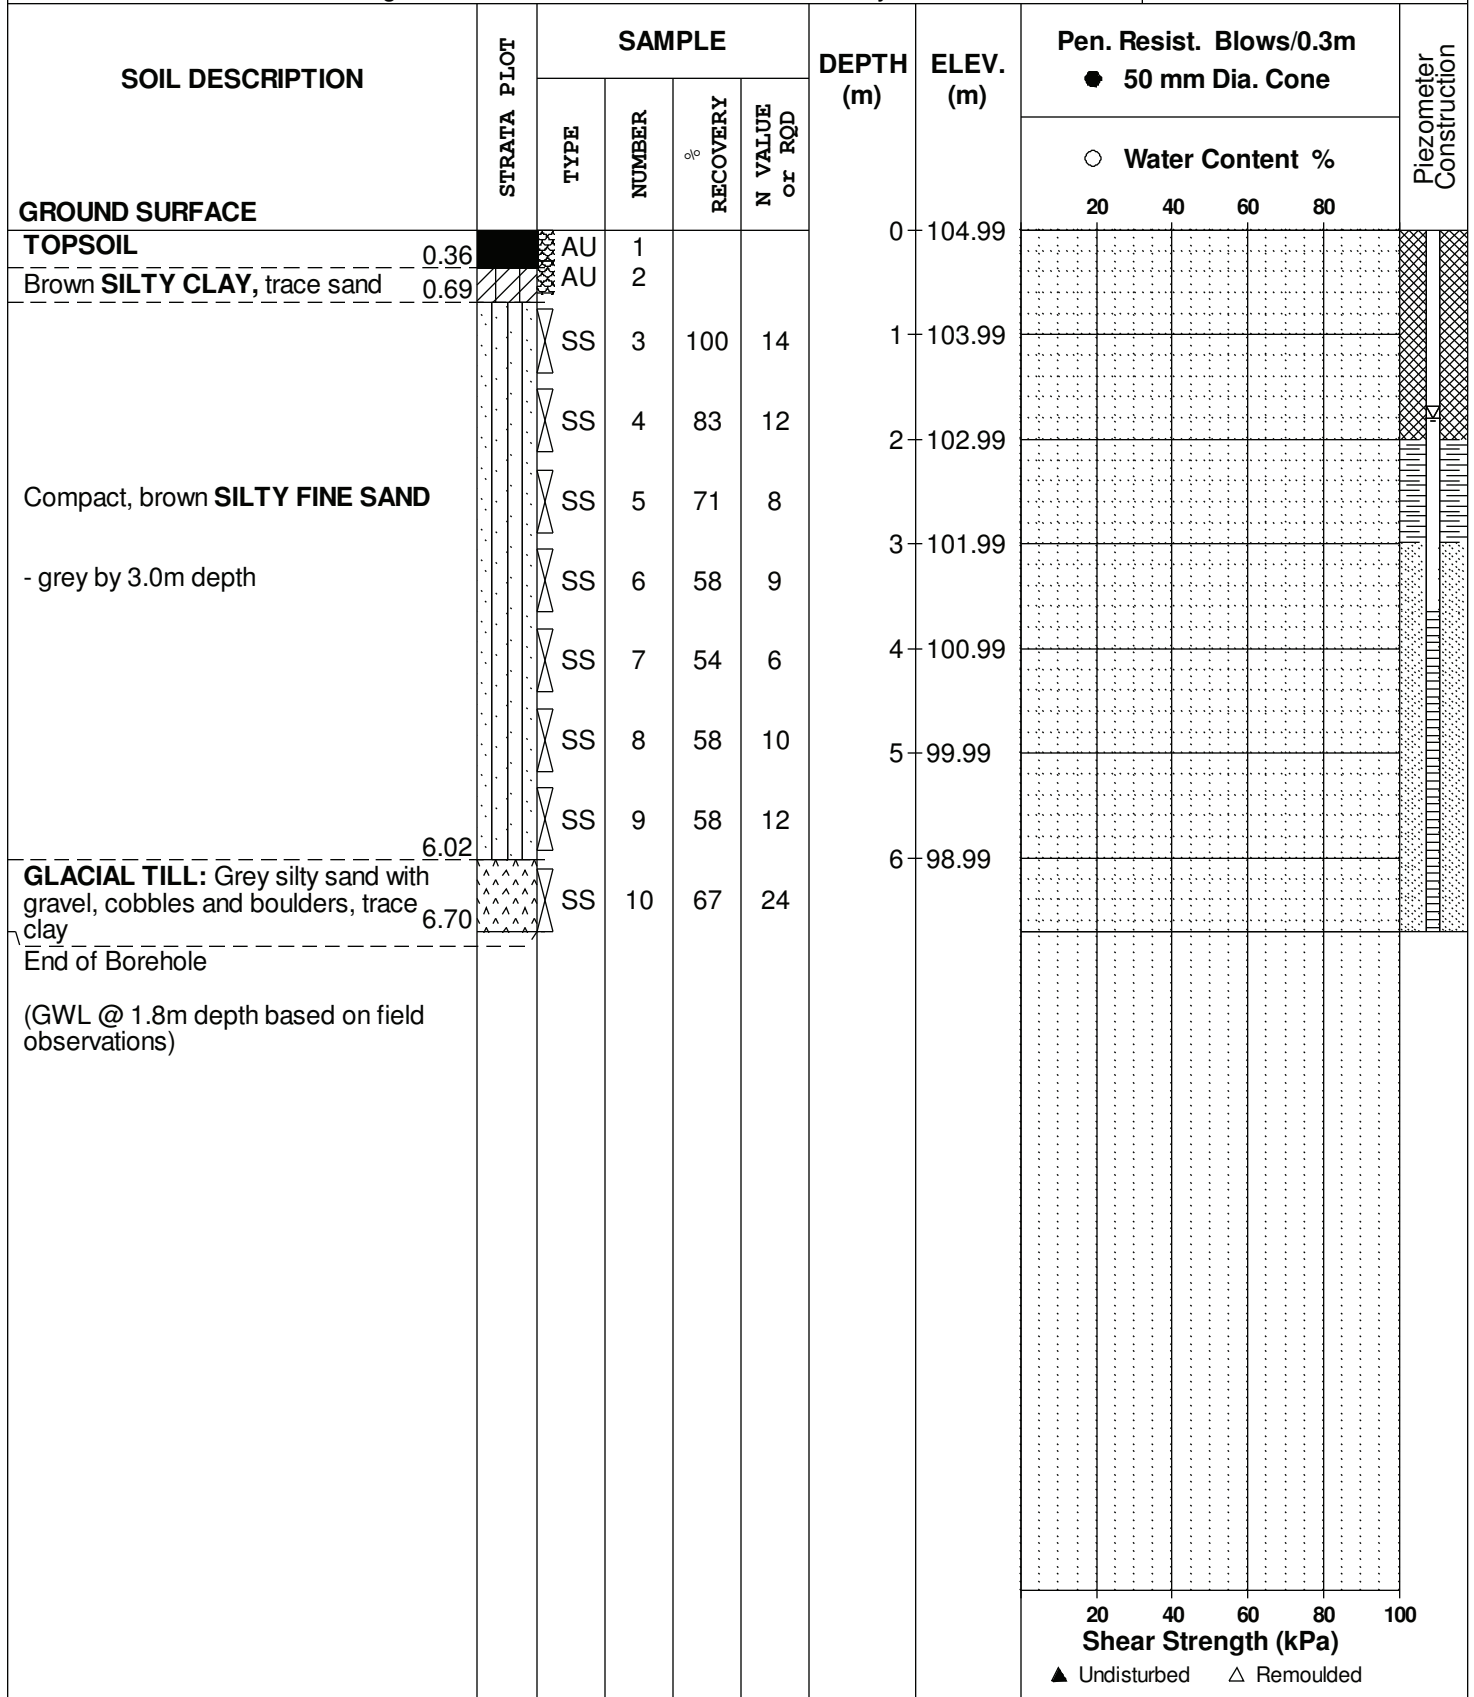 SOIL DESCRIPTION
GROUND SURFACE
STRATA PLOT
SAMPLE
TYPE
NUMBER
% RECOVERY
N VALUE or RQD
DEPTH (m)
ELEV. (m)
Pen. Resist. Blows/0.3m
● 50 mm Dia. Cone
○ Water Content %
20 40 60 80
Piezometer Construction
0 104.99
TOPSOIL 0.36 AU 1
Brown SILTY CLAY, trace sand 0.69 AU 2
SS 3 100 14
1 103.99
SS 4 83 12
2 102.99
Compact, brown SILTY FINE SAND SS 5 71 8
3 101.99
- grey by 3.0m depth SS 6 58 9
SS 7 54 6
4 100.99
SS 8 58 10
5 99.99
SS 9 58 12
6.02
6 98.99
GLACIAL TILL: Grey silty sand with
gravel, cobbles and boulders, trace
clay 6.70
SS 10 67 24
End of Borehole
(GWL @ 1.8m depth based on field
observations)
20 40 60 80 100
Shear Strength (kPa)
▲ Undisturbed △ Remoulded